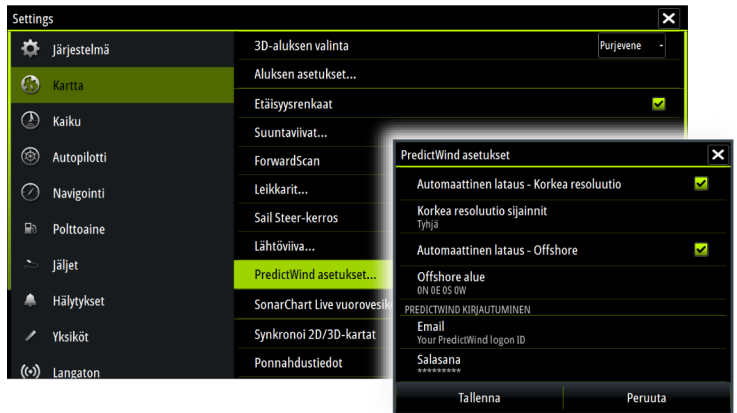 Settings
Järjestelmä
Kartta
Kaiku
Autopilotti
Navigointi
Polttoaine
Jäljet
Hälytykset
Yksiköt
Langaton
3D-aluksen valinta
Purjevene
Aluksen asetukset...
Etäisyysrenkaat
Suuntaviivat...
ForwardScan
Leikkarit...
Sail Steer-kerros
Lähtöviiva...
PredictWind asetukset...
SonarChart Live vuorovesik
Synkronoi 2D/3D-kartat
Ponnahdustiedot
PredictWind asetukset
Automaattinen lataus - Korkea resoluutio
Korkea resoluutio sijainnit
Tyhjä
Automaattinen lataus - Offshore
Offshore alue
0N 0E 0S 0W
PREDICTWIND KIRJAUTUMINEN
Email
Your PredictWind logon ID
Salasana
*********
Tallenna
Peruuta